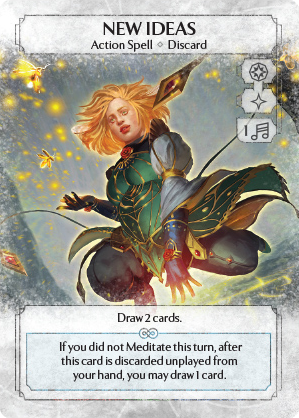 NEW IDEAS
Action Spell ◇ Discard
1
Draw 2 cards.
If you did not Meditate this turn, after
this card is discarded unplayed from
your hand, you may draw 1 card.